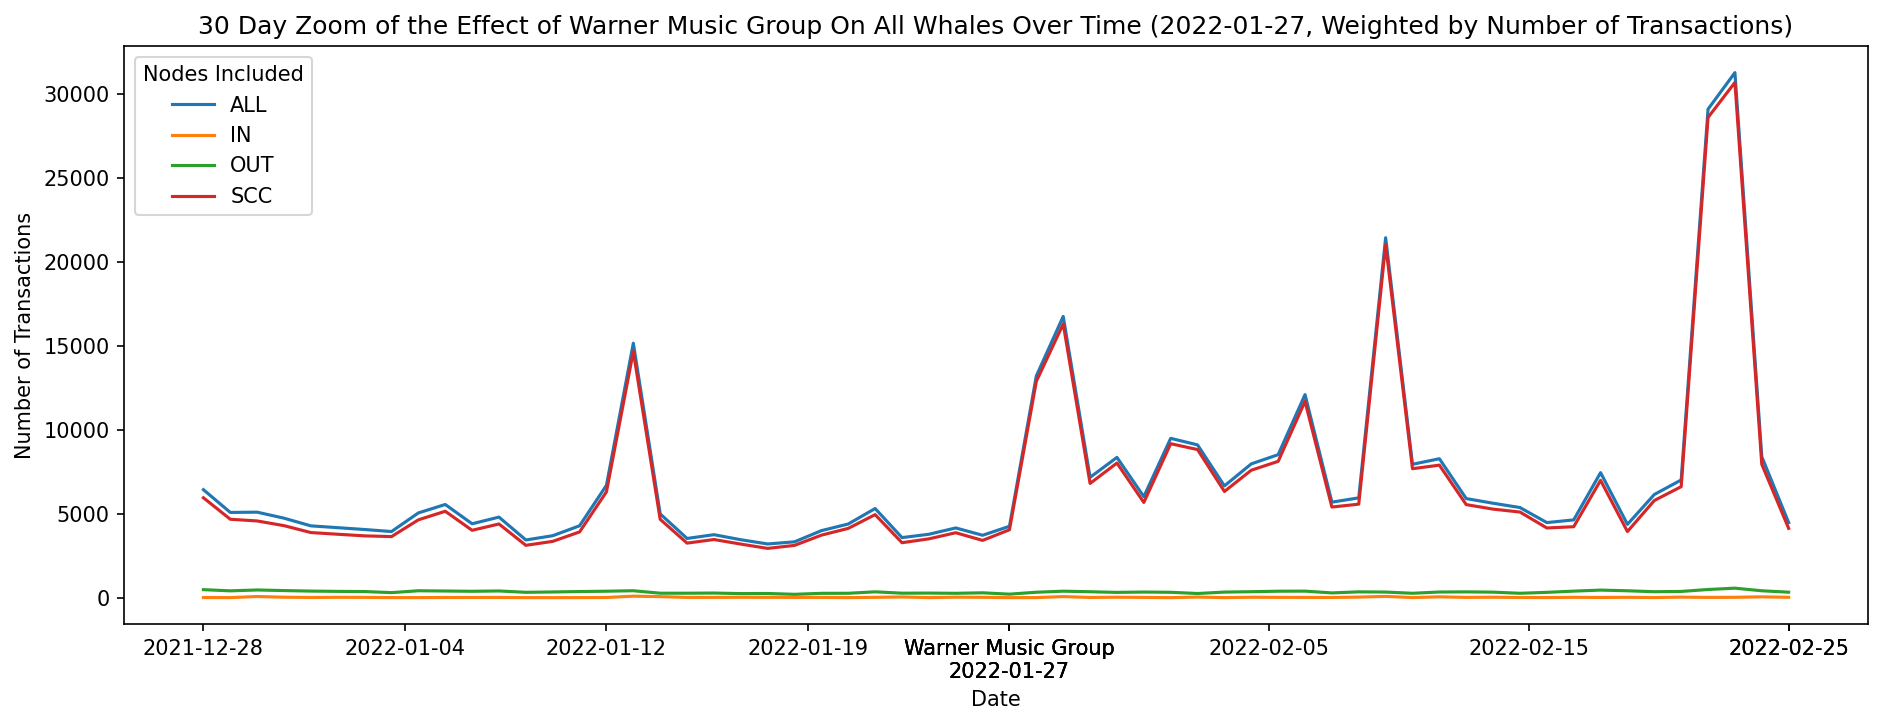 30 Day Zoom of the Effect of Warner Music Group On All Whales Over Time (2022-01-27, Weighted by Number of Transactions)
Nodes Included
ALL
IN
OUT
SCC
30000
25000
20000
15000
10000
5000
0
Number of Transactions
2021-12-28
2022-01-04
2022-01-12
2022-01-19
Warner Music Group
2022-01-27
2022-02-05
2022-02-15
2022-02-25
Date